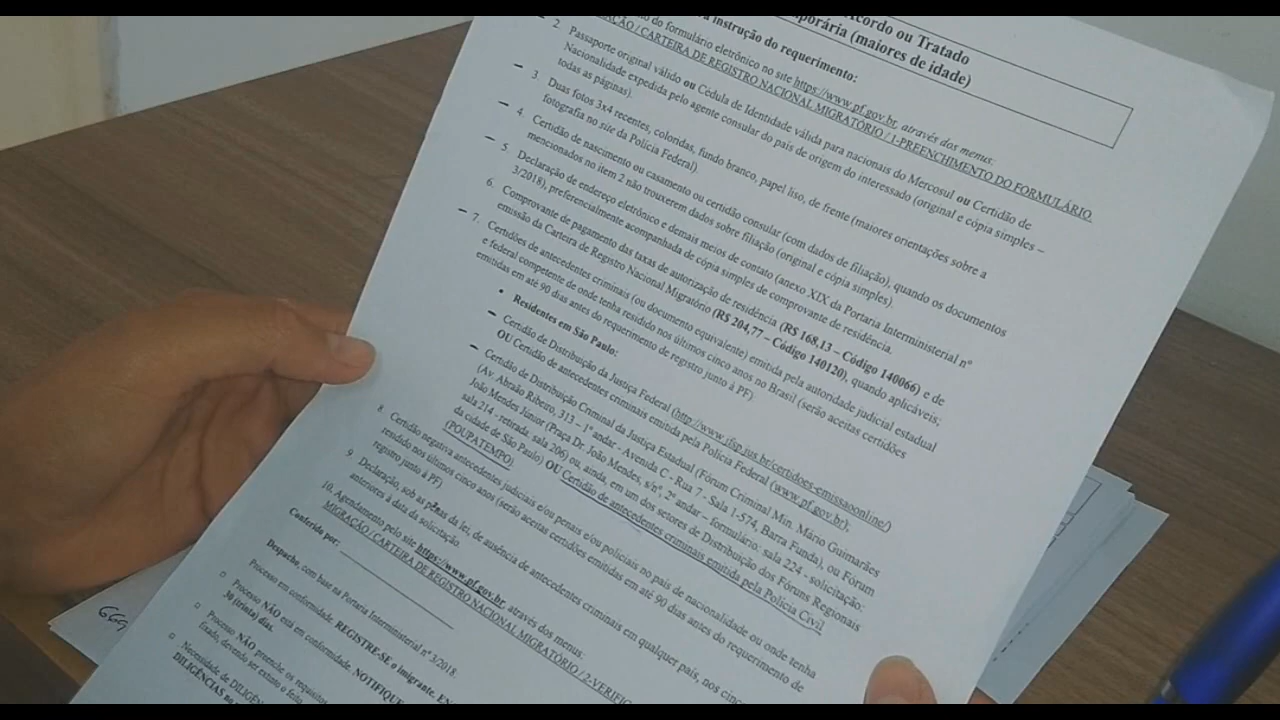 Acordo ou Tratado
porária (maiores de idade)
a instrução do requerimento:
do formulário eletrônico no site https://www.pf.gov.br, através dos menus:
AÇÃO / CARTEIRA DE REGISTRO NACIONAL MIGRATÓRIO / 1-PREENCHIMENTO DO FORMULÁRIO
2. Passaporte original válido ou Cédula de Identidade válida para nacionais do Mercosul ou Certidão de
Nacionalidade expedida pelo agente consular do país de origem do interessado (original e cópia simples –
todas as páginas).
3. Duas fotos 3x4 recentes, coloridas, fundo branco, papel liso, de frente (maiores orientações sobre a
fotografia no site da Polícia Federal).
4. Certidão de nascimento ou casamento ou certidão consular (com dados de filiação), quando os documentos
mencionados no item 2 não trouxerem dados sobre filiação (original e cópia simples).
5. Declaração de endereço eletrônico e demais meios de contato (anexo XIX da Portaria Interministerial nº
3/2018), preferencialmente acompanhada de cópia simples de comprovante de residência.
6. Comprovante de pagamento das taxas de autorização de residência (R$ 168,13 – Código 140066) e de
emissão da Carteira de Registro Nacional Migratório (R$ 204,77 – Código 140120), quando aplicáveis;
7. Certidões de antecedentes criminais (ou documento equivalente) emitida pela autoridade judicial estadual
e federal competente de onde tenha residido nos últimos cinco anos no Brasil (serão aceitas certidões
emitidas em até 90 dias antes do requerimento de registro junto à PF).
• Residentes em São Paulo:
– Certidão de Distribuição da Justiça Federal (http://www.jfsp.jus.br/certidoes-emissaoonline/)
OU Certidão de antecedentes criminais emitida pela Polícia Federal (www.pf.gov.br);
– Certidão de Distribuição Criminal da Justiça Estadual (Fórum Criminal Min. Mário Guimarães
(Av. Abraão Ribeiro, 313 – 1º andar - Avenida C - Rua 7 - Sala 1-574, Barra Funda), ou Fórum
João Mendes Júnior (Praça Dr. João Mendes, s/nº, 2º andar – formulário: sala 224 - solicitação:
sala 214 - retirada: sala 206) ou, ainda, em um dos setores de Distribuição dos Fóruns Regionais
da cidade de São Paulo) OU Certidão de antecedentes criminais emitida pela Polícia Civil
(POUPATEMPO).
8. Certidão negativa antecedentes judiciais e/ou penais e/ou policiais no país de nacionalidade ou onde tenha
residido nos últimos cinco anos (serão aceitas certidões emitidas em até 90 dias antes do requerimento de
registro junto à PF)
9. Declaração, sob as penas da lei, de ausência de antecedentes criminais em qualquer país, nos cinc
anteriores à data da solicitação.
10. Agendamento pelo site https://www.pf.gov.br, através dos menus:
MIGRAÇÃO / CARTEIRA DE REGISTRO NACIONAL MIGRATÓRIO / 2-VERIFIC
Conferido por:
Despacho, com base na Portaria Interministerial nº 3/2018.
Processo em conformidade. REGISTRE-SE o imigrante. EN
Processo NÃO está em conformidade. NOTIFIQUE
30 (trinta) dias.
Processo NÃO preenche os requisitos
fixado, devendo ser extinto o feito
Necessidade de DILIGÊN
DILIGÊNCIAS no